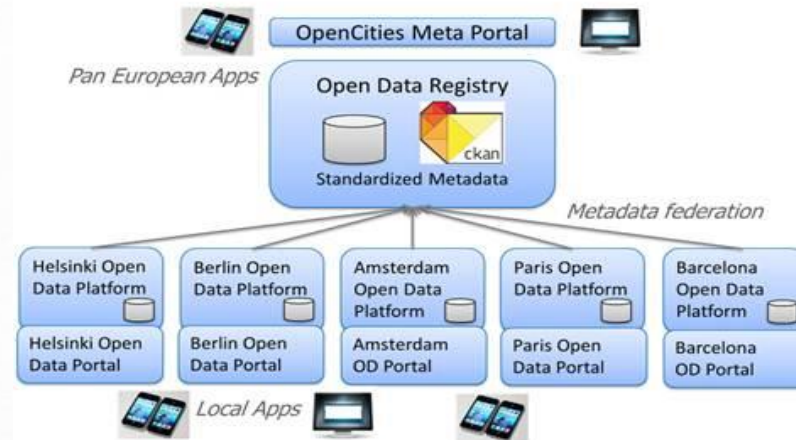 OpenCities Meta Portal
Pan European Apps
Open Data Registry
ckan
Standardized Metadata
Metadata federation
Helsinki Open
Data Platform
Berlin Open
Data Platform
Amsterdam
Open Data
Platform
Paris Open
Data Platform
Barcelona
Open Data
Platform
Helsinki Open
Data Portal
Berlin Open
Data Portal
Amsterdam
OD Portal
Paris Open
Data Portal
Barcelona
OD Portal
Local Apps